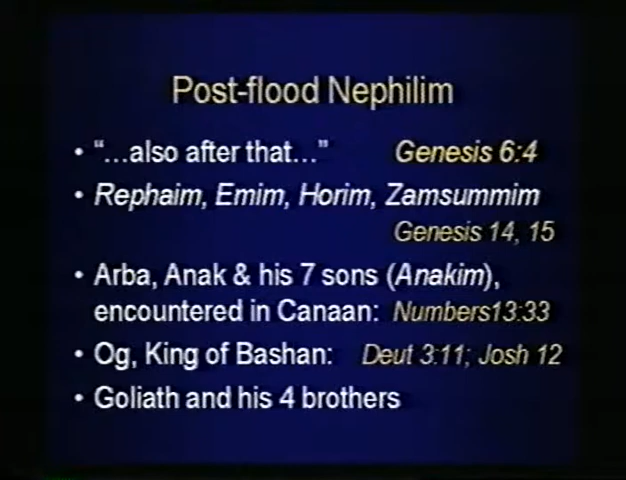 Post-flood Nephilim
• “...also after that...” Genesis 6:4
• Rephaim, Emim, Horim, Zamsummim
Genesis 14, 15
• Arba, Anak & his 7 sons (Anakim),
encountered in Canaan: Numbers13:33
• Og, King of Bashan: Deut 3:11; Josh 12
• Goliath and his 4 brothers